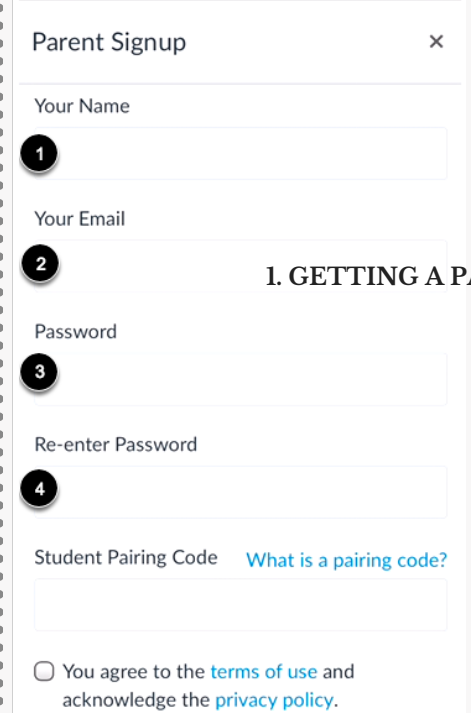 Parent Signup ×
Your Name
1
Your Email
2
1. GETTING A PA
Password
3
Re-enter Password
4
Student Pairing Code What is a pairing code?
You agree to the terms of use and
acknowledge the privacy policy.